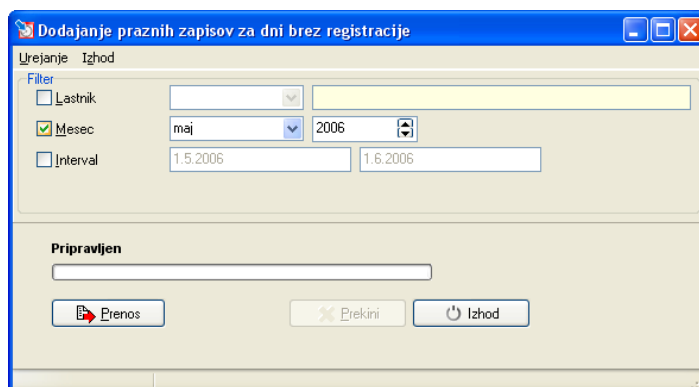 Dodajanje praznih zapisov za dni brez registracije
Urejanje Izhod
Filter
Lastnik
Mesec maj 2006
Interval 1.5.2006 1.6.2006
Pripravljen
Prenos Prekini Izhod